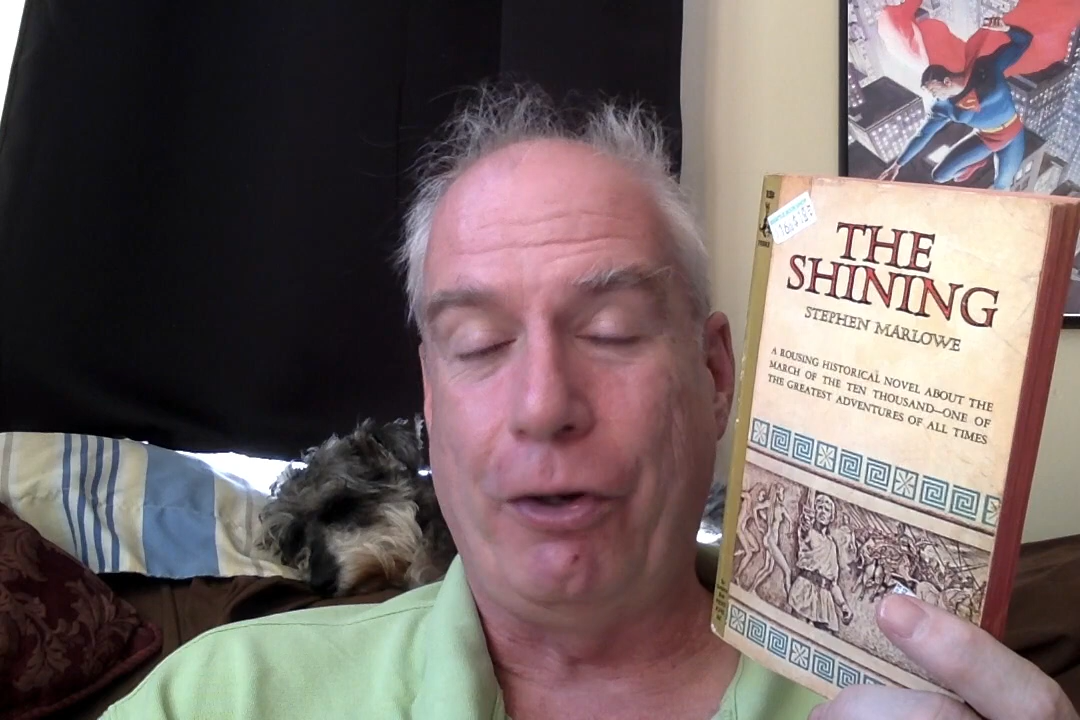 THE
SHINING
STEPHEN MARLOWE
A ROUSING HISTORICAL NOVEL ABOUT THE
MARCH OF THE TEN THOUSAND—ONE OF
THE GREATEST ADVENTURES OF ALL TIMES